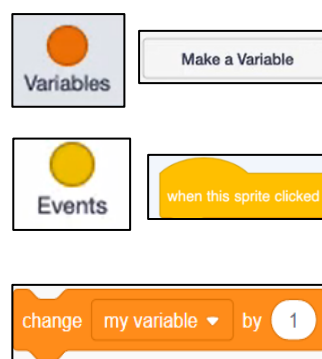 Variables
Make a Variable
Events
when this sprite clicked
change my variable by 1